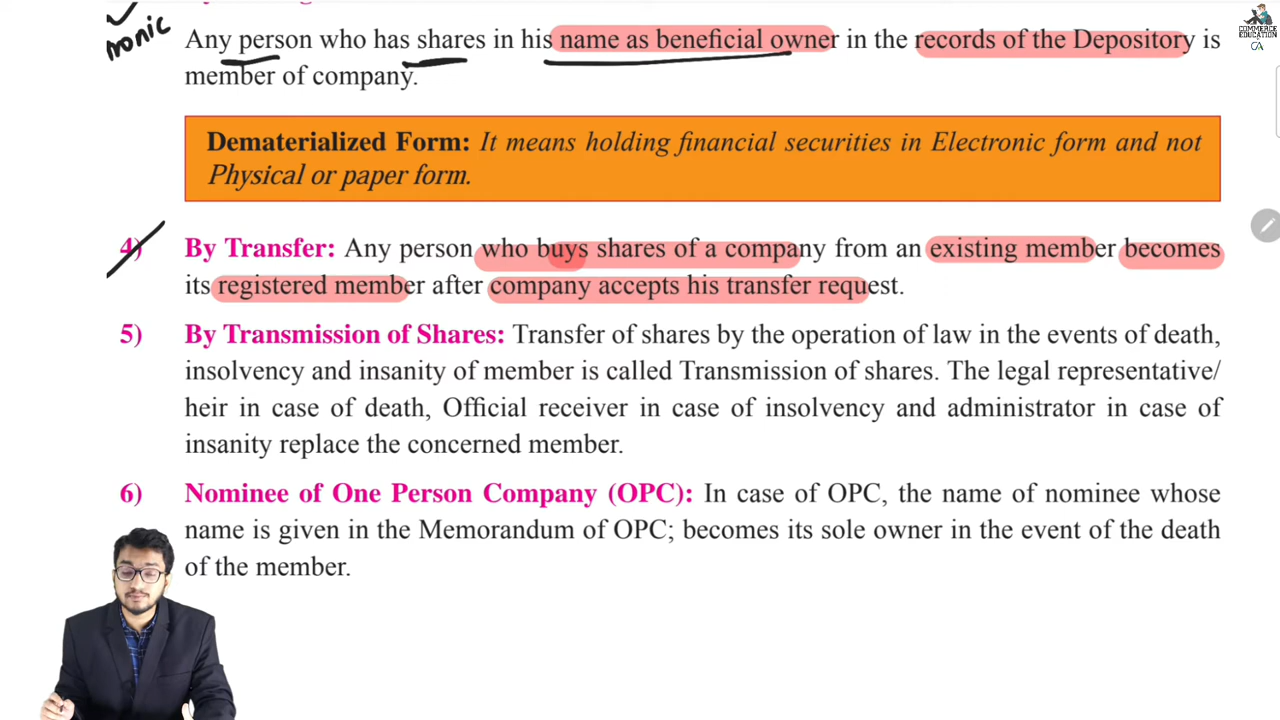 ronic
COMMERCE
EDUCATION
CA
Any person who has shares in his name as beneficial owner in the records of the Depository is
member of company.
Dematerialized Form: It means holding financial securities in Electronic form and not
Physical or paper form.
4) By Transfer: Any person who buys shares of a company from an existing member becomes
its registered member after company accepts his transfer request.
5) By Transmission of Shares: Transfer of shares by the operation of law in the events of death,
insolvency and insanity of member is called Transmission of shares. The legal representative/
heir in case of death, Official receiver in case of insolvency and administrator in case of
insanity replace the concerned member.
6) Nominee of One Person Company (OPC): In case of OPC, the name of nominee whose
name is given in the Memorandum of OPC; becomes its sole owner in the event of the death
of the member.